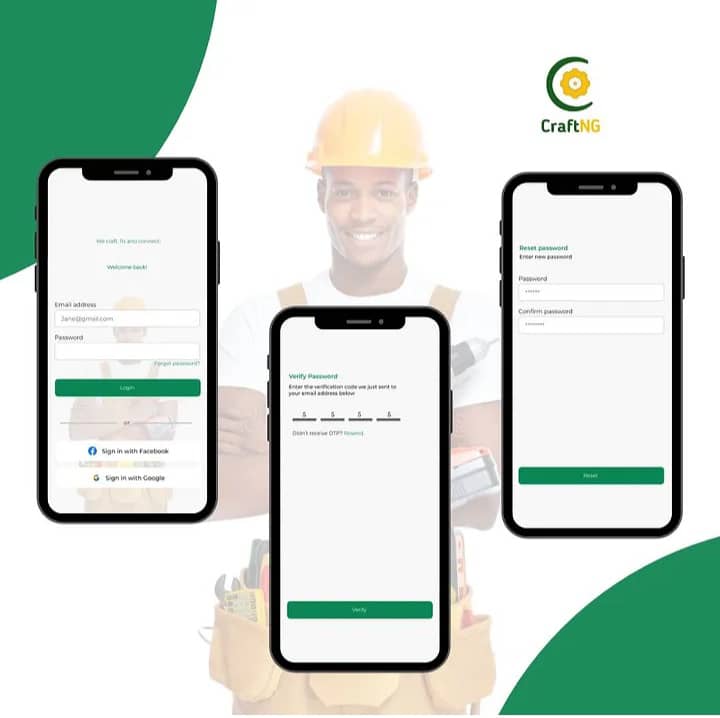 CraftNG
We craft, fix and connect.
Welcome back!
Email address
Jane@gmail.com
Password
Forgot password?
Login
or
Sign in with Facebook
G Sign in with Google
Verify Password
Enter the verification code we just sent to
your email address below
5 5 5 5
Didn't receive OTP? Resend
Verify
Reset password
Enter new password
Password
******
Confirm password
********
Reset